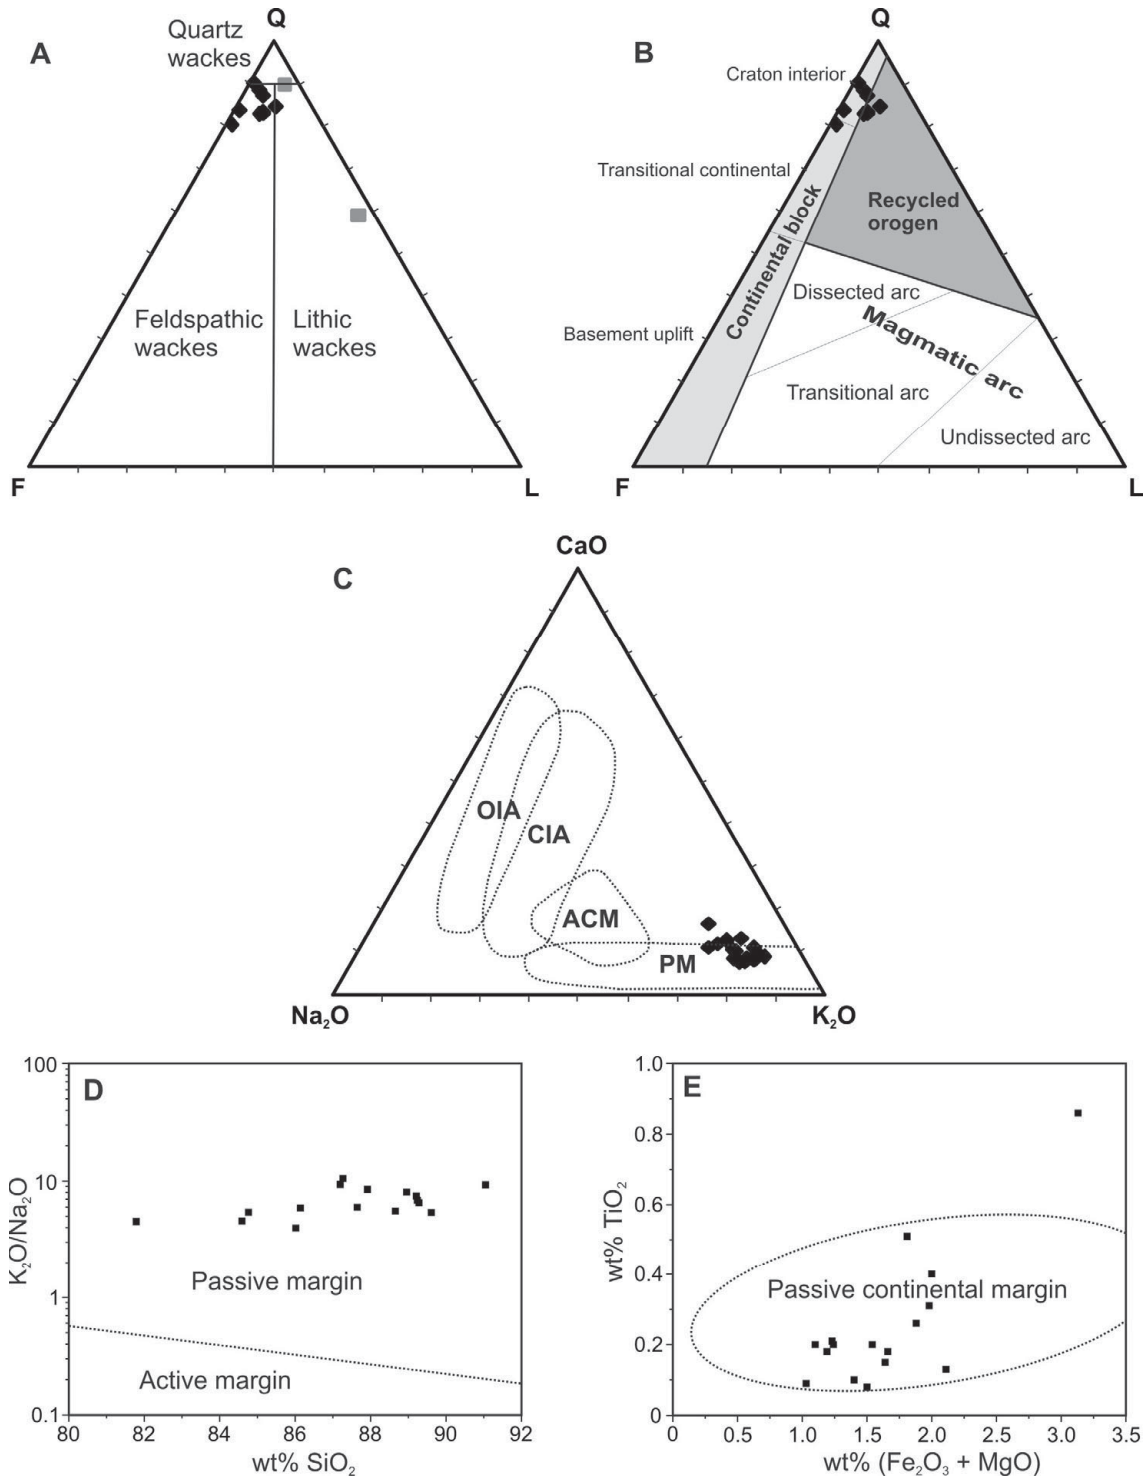 A
Q
Quartz
wackes
Feldspathic
wackes
Lithic
wackes
F
L
B
Q
Craton interior
Transitional continental
Continental block
Recycled
orogen
Dissected arc
Magmatic arc
Basement uplift
Transitional arc
Undissected arc
F
L
C
CaO
OIA
CIA
ACM
PM
Na₂O
K₂O
D
100
10
1
0.1
K₂O/Na₂O
Passive margin
Active margin
80 82 84 86 88 90 92
wt% SiO₂
E
1.0
0.8
0.6
0.4
0.2
0
wt% TiO₂
Passive continental margin
0 0.5 1.0 1.5 2.0 2.5 3.0 3.5
wt% (Fe₂O₃ + MgO)